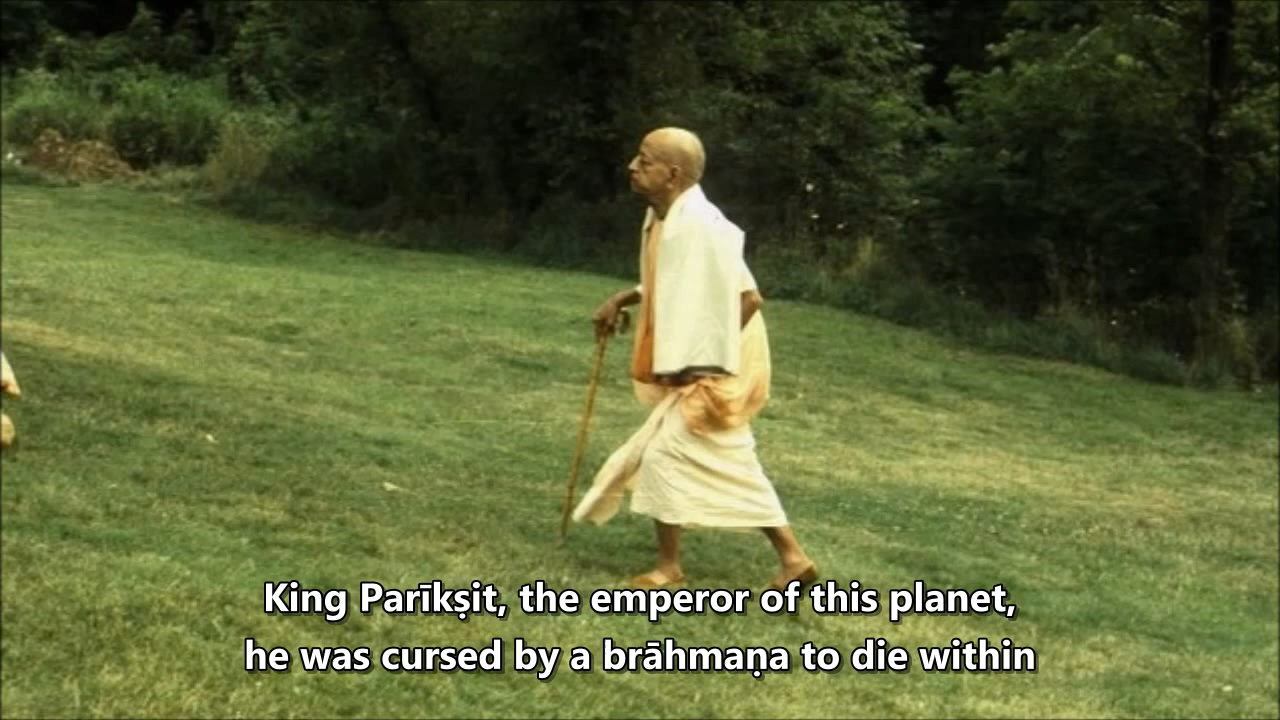 King Parīkṣit, the emperor of this planet,
he was cursed by a brāhmaṇa to die within